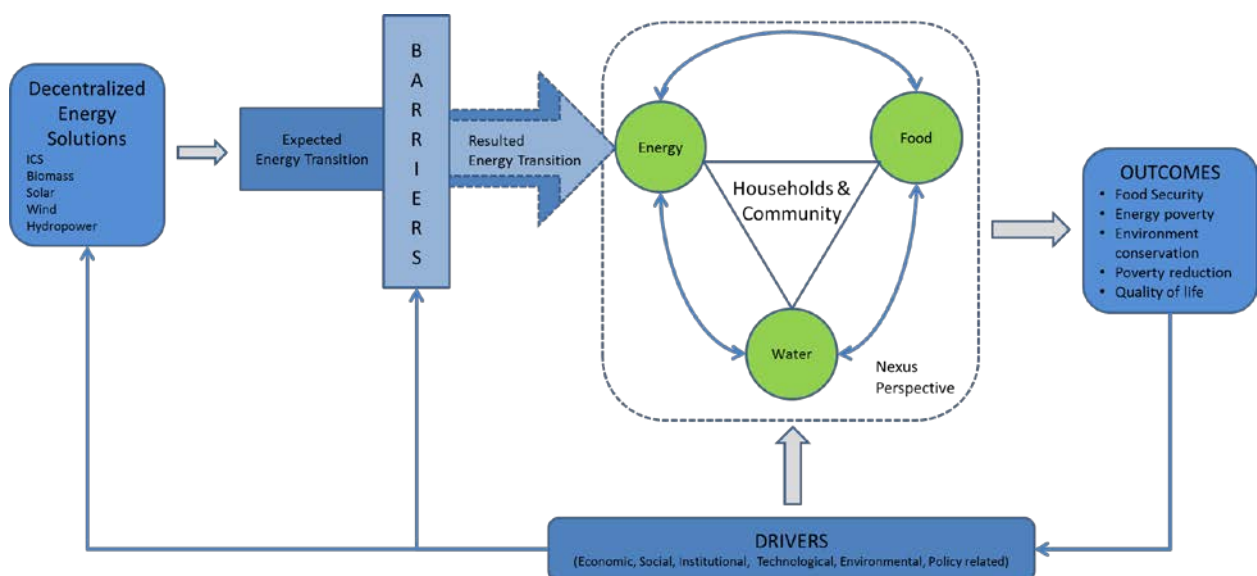 Decentralized
Energy
Solutions
ICS
Biomass
Solar
Wind
Hydropower
Expected
Energy Transition
BARRIERS
Resulted
Energy Transition
Energy
Food
Households &
Community
Water
Nexus
Perspective
OUTCOMES
• Food Security
• Energy poverty
• Environment
conservation
• Poverty reduction
• Quality of life
DRIVERS
(Economic, Social, Institutional, Technological, Environmental, Policy related)